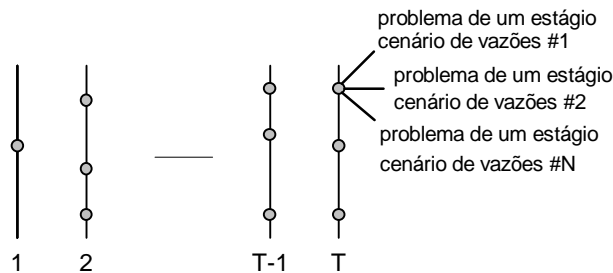 problema de um estágio
cenário de vazões #1
problema de um estágio
cenário de vazões #2
problema de um estágio
cenário de vazões #N
1 2 T-1 T